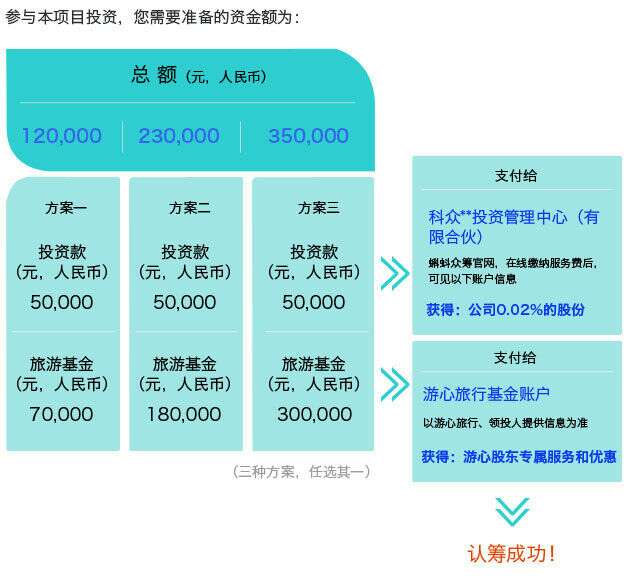 参与本项目投资，您需要准备的资金额为：
总 额（元，人民币）
120,000 230,000 350,000
方案一 方案二 方案三
投资款 投资款 投资款
（元，人民币） （元，人民币） （元，人民币）
50,000 50,000 50,000
旅游基金 旅游基金 旅游基金
（元，人民币） （元，人民币） （元，人民币）
70,000 180,000 300,000
（三种方案，任选其一）
支付给
科众**投资管理中心（有
限合伙）
蝌蚪众筹官网，在线缴纳服务费后，
可见以下账户信息
获得：公司0.02%的股份
支付给
游心旅行基金账户
以游心旅行、领投人提供信息为准
获得：游心股东专属服务和优惠
认筹成功！